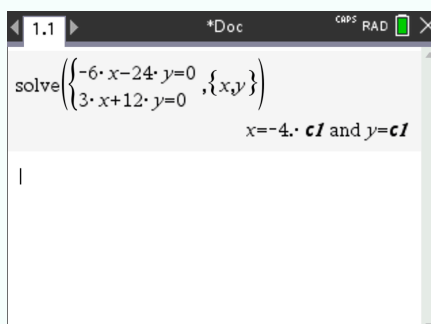 1.1 *Doc CAPS RAD
solve({-6·x-24·y=0
3·x+12·y=0 ,{x,y})
x=-4.·c1 and y=c1